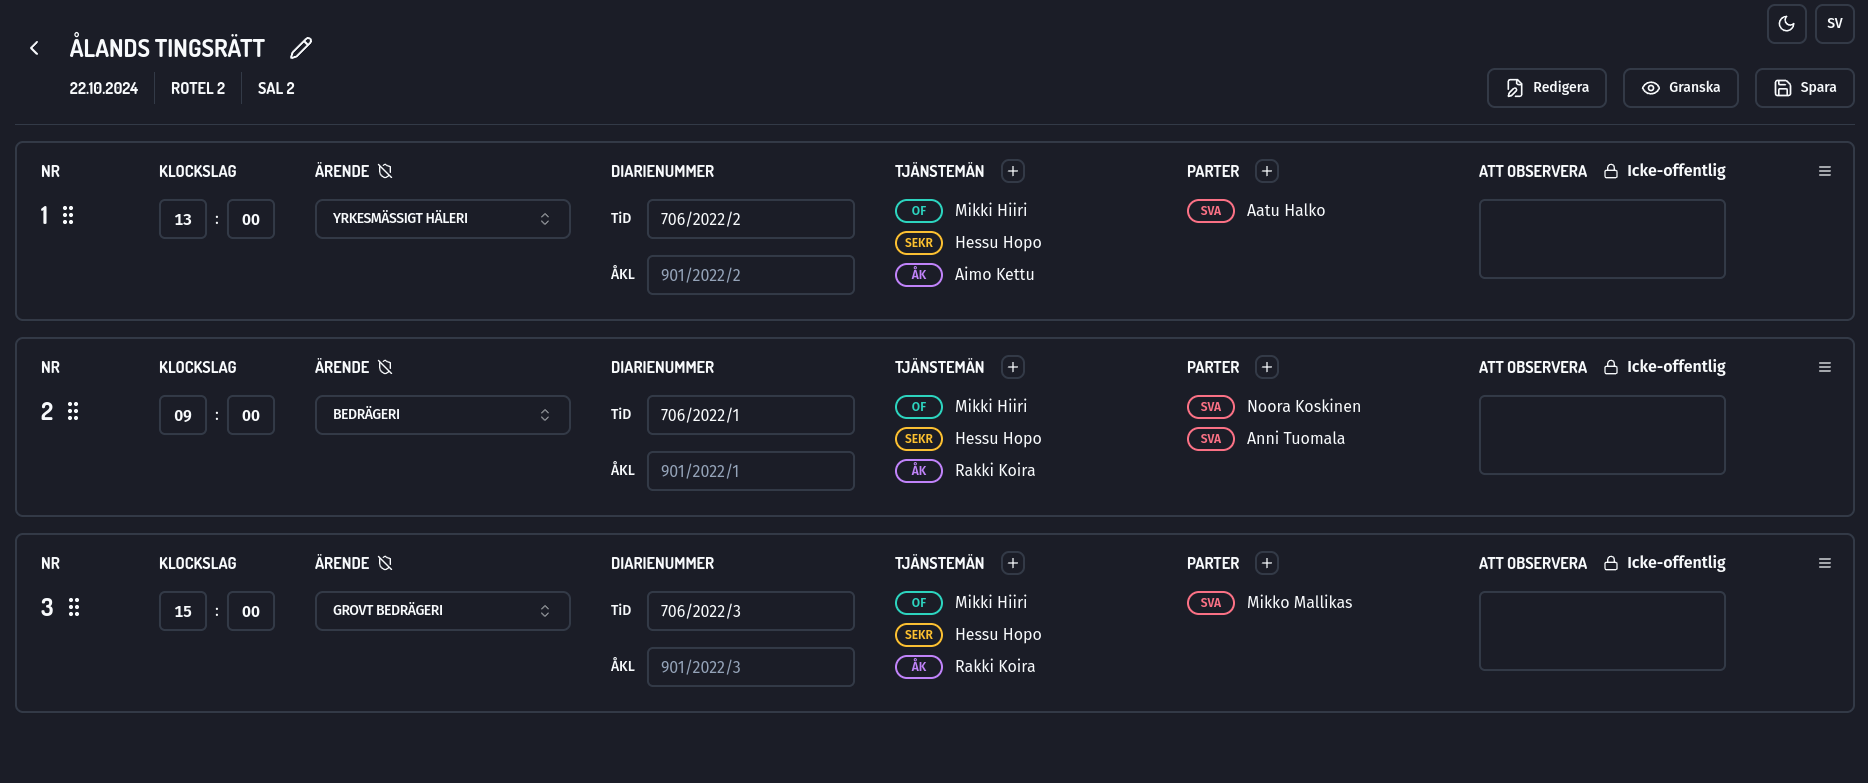 SV
ÅLANDS TINGSRÄTT
22.10.2024 ROTEL 2 SAL 2
Redigera Granska Spara
NR KLOCKSLAG ÄRENDE DIARIENUMMER TJÄNSTEMÄN PARTER ATT OBSERVERA Icke-offentlig
1 13 : 00 YRKESMÄSSIGT HÄLERI TiD 706/2022/2 OF Mikki Hiiri SVA Aatu Halko
SEKR Hessu Hopo
ÅKL 901/2022/2 ÅK Aimo Kettu
NR KLOCKSLAG ÄRENDE DIARIENUMMER TJÄNSTEMÄN PARTER ATT OBSERVERA Icke-offentlig
2 09 : 00 BEDRÄGERI TiD 706/2022/1 OF Mikki Hiiri SVA Noora Koskinen
SEKR Hessu Hopo SVA Anni Tuomala
ÅKL 901/2022/1 ÅK Rakki Koira
NR KLOCKSLAG ÄRENDE DIARIENUMMER TJÄNSTEMÄN PARTER ATT OBSERVERA Icke-offentlig
3 15 : 00 GROVT BEDRÄGERI TiD 706/2022/3 OF Mikki Hiiri SVA Mikko Mallikas
SEKR Hessu Hopo
ÅKL 901/2022/3 ÅK Rakki Koira